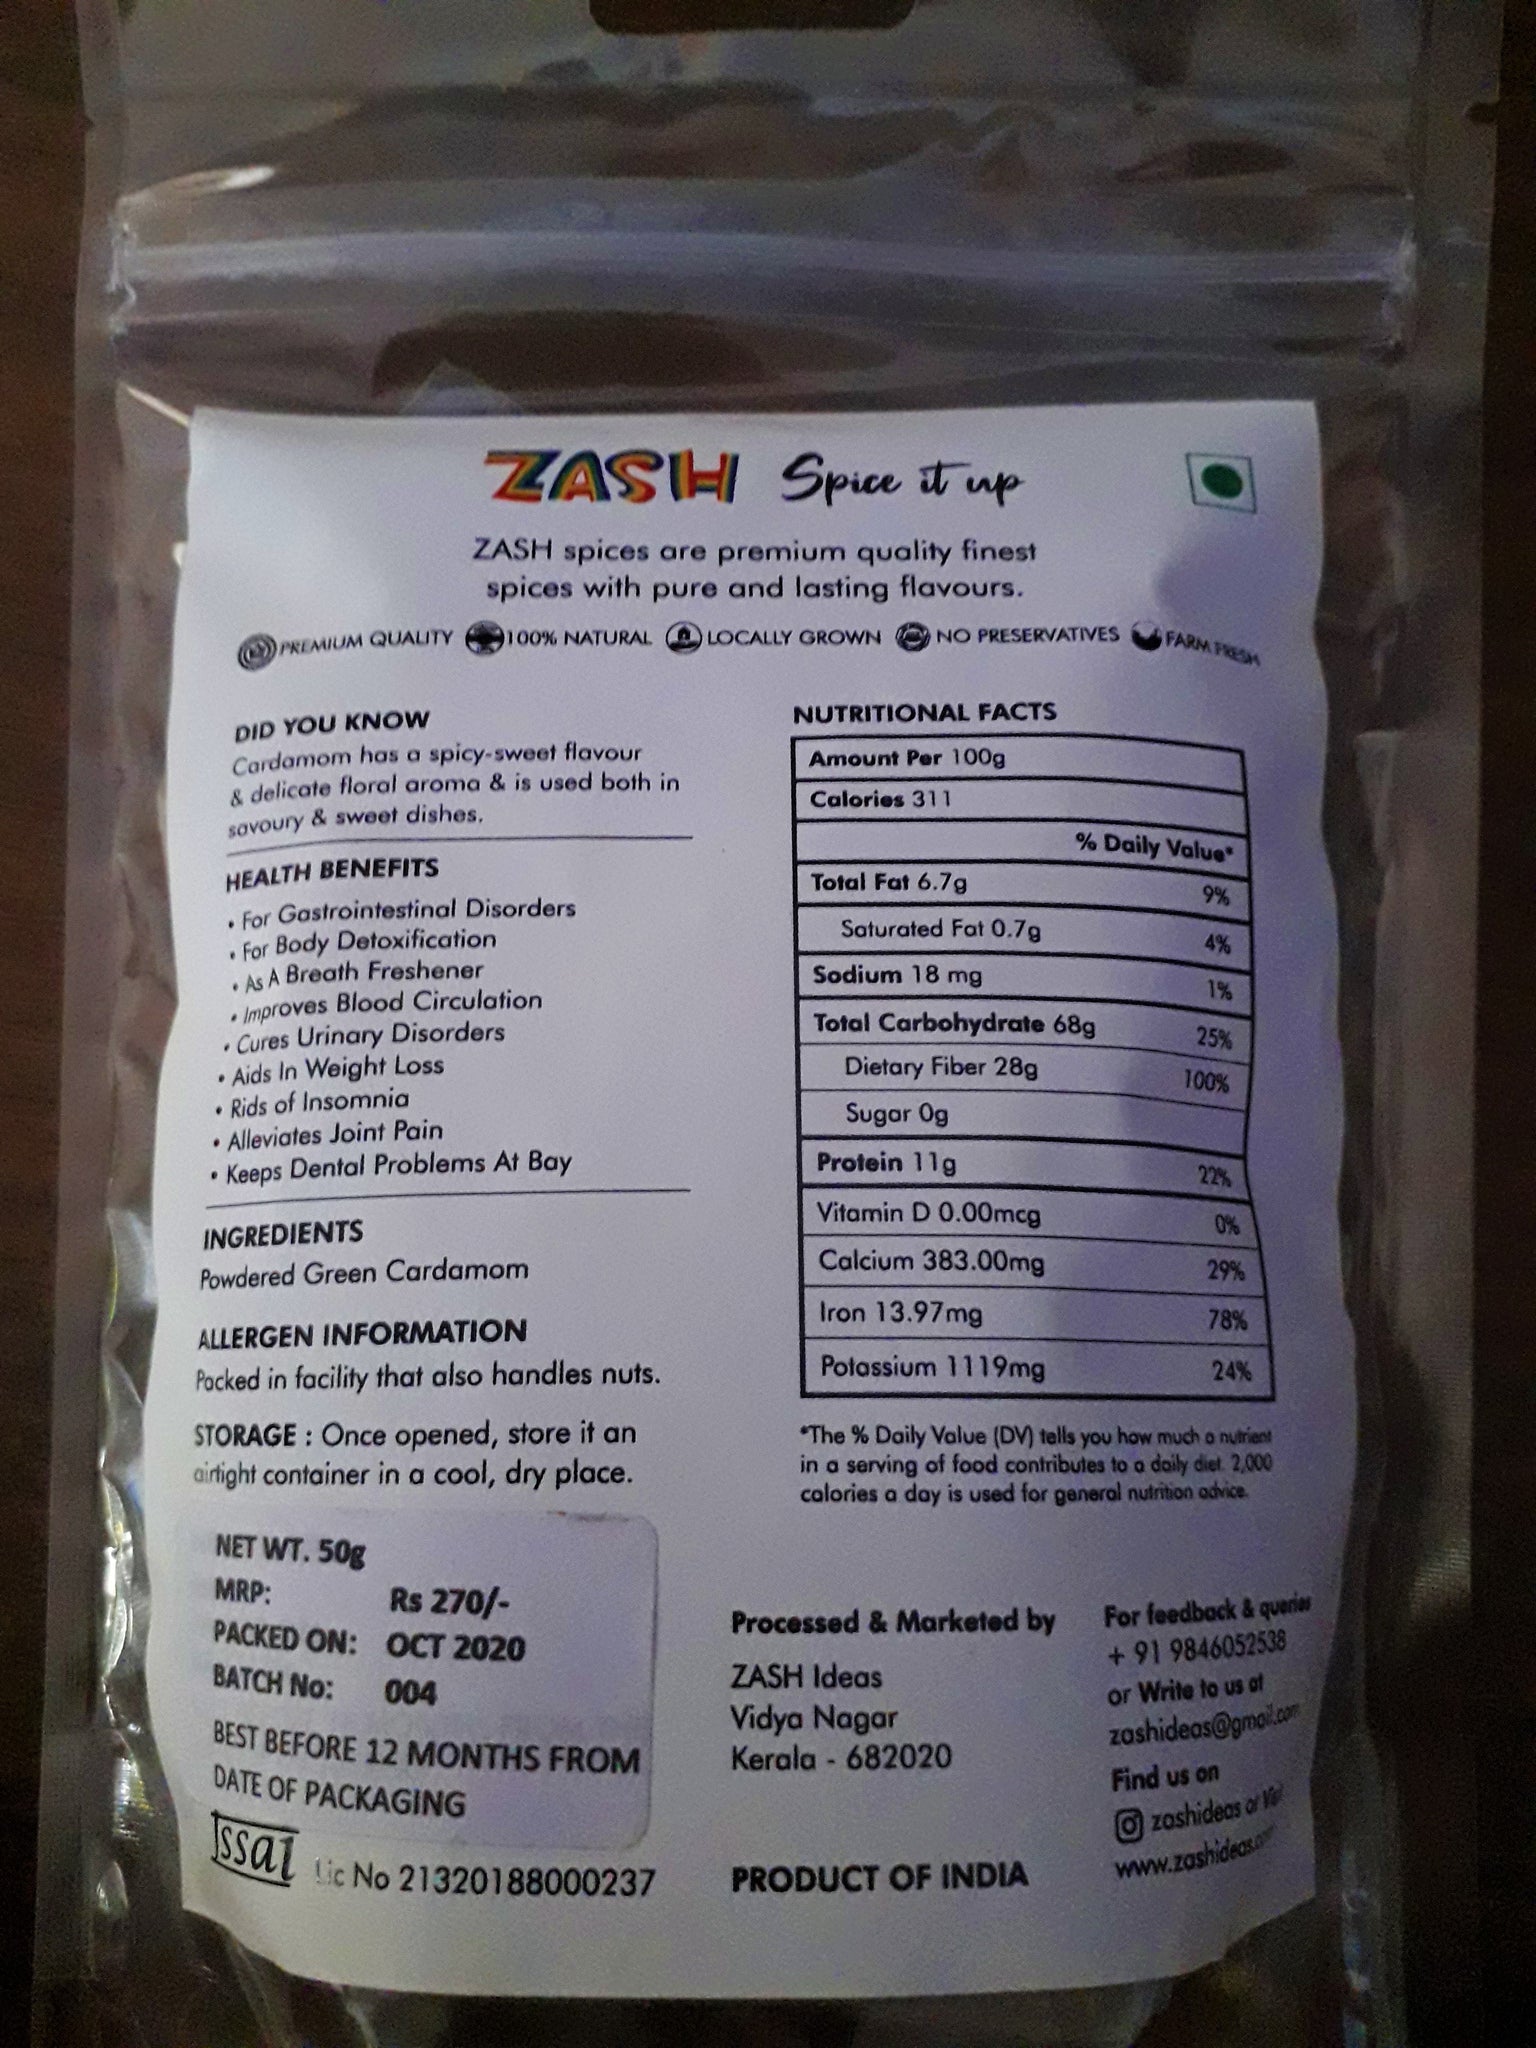 ZASH Spice it up
ZASH spices are premium quality finest
spices with pure and lasting flavours.
PREMIUM QUALITY 100% NATURAL LOCALLY GROWN NO PRESERVATIVES FARM FRESH
DID YOU KNOW
Cardamom has a spicy-sweet flavour
& delicate floral aroma & is used both in
savoury & sweet dishes.
HEALTH BENEFITS
• For Gastrointestinal Disorders
• For Body Detoxification
• As A Breath Freshener
• Improves Blood Circulation
• Cures Urinary Disorders
• Aids In Weight Loss
• Rids of Insomnia
• Alleviates Joint Pain
• Keeps Dental Problems At Bay
INGREDIENTS
Powdered Green Cardamom
ALLERGEN INFORMATION
Packed in facility that also handles nuts.
STORAGE : Once opened, store it an
airtight container in a cool, dry place.
NUTRITIONAL FACTS
Amount Per 100g
Calories 311
% Daily Value*
Total Fat 6.7g 9%
Saturated Fat 0.7g 4%
Sodium 18 mg 1%
Total Carbohydrate 68g 25%
Dietary Fiber 28g 100%
Sugar 0g
Protein 11g 22%
Vitamin D 0.00mcg 0%
Calcium 383.00mg 29%
Iron 13.97mg 78%
Potassium 1119mg 24%
*The % Daily Value (DV) tells you how much a nutrient
in a serving of food contributes to a daily diet. 2,000
calories a day is used for general nutrition advice.
NET WT. 50g
MRP: Rs 270/-
PACKED ON: OCT 2020
BATCH No: 004
BEST BEFORE 12 MONTHS FROM
DATE OF PACKAGING
fssai Lic No 21320188000237
Processed & Marketed by
ZASH Ideas
Vidya Nagar
Kerala - 682020
PRODUCT OF INDIA
For feedback & queries
+ 91 9846052538
or Write to us at
zashideas@gmail.com
Find us on
zashideas or
www.zashideas.